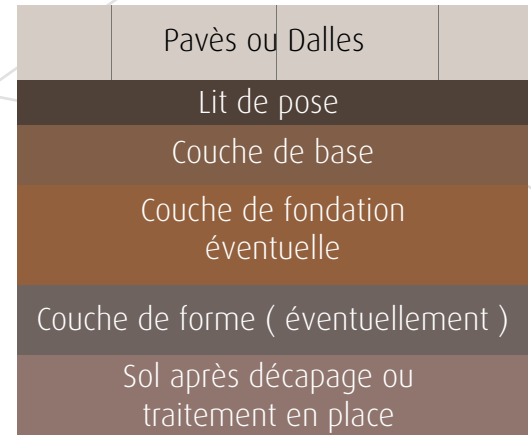 Pavès ou Dalles
Lit de pose
Couche de base
Couche de fondation
éventuelle
Couche de forme ( éventuellement )
Sol après décapage ou
traitement en place